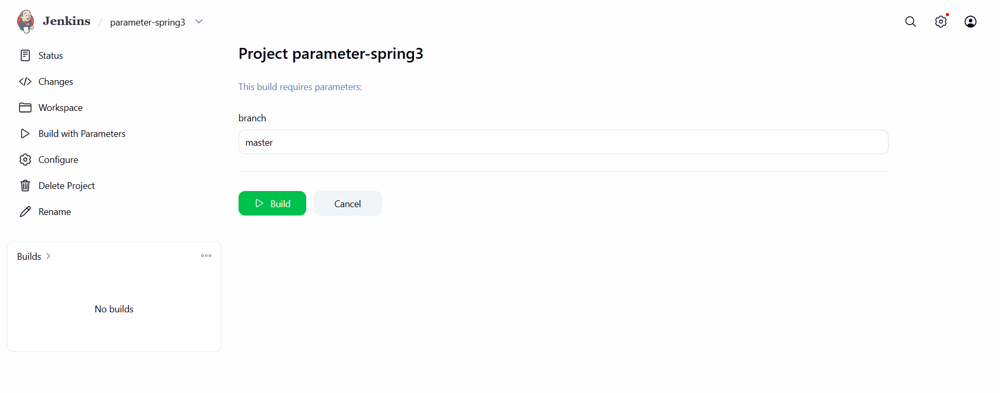 Jenkins / parameter-spring3
Status
Changes
Workspace
Build with Parameters
Configure
Delete Project
Rename
Builds
No builds
Project parameter-spring3
This build requires parameters:
branch
master
Build
Cancel